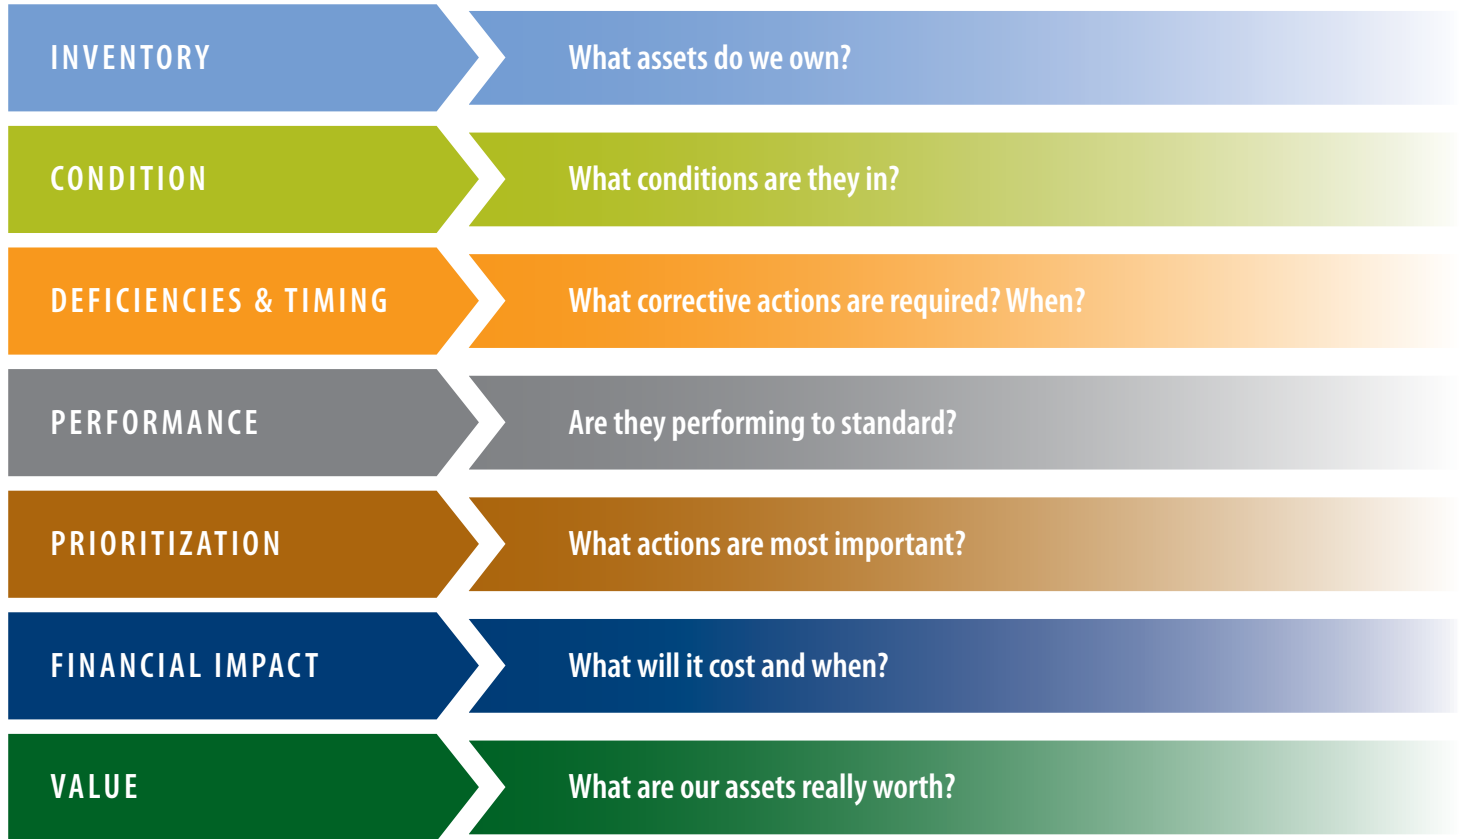 INVENTORY
What assets do we own?
CONDITION
What conditions are they in?
DEFICIENCIES & TIMING
What corrective actions are required? When?
PERFORMANCE
Are they performing to standard?
PRIORITIZATION
What actions are most important?
FINANCIAL IMPACT
What will it cost and when?
VALUE
What are our assets really worth?